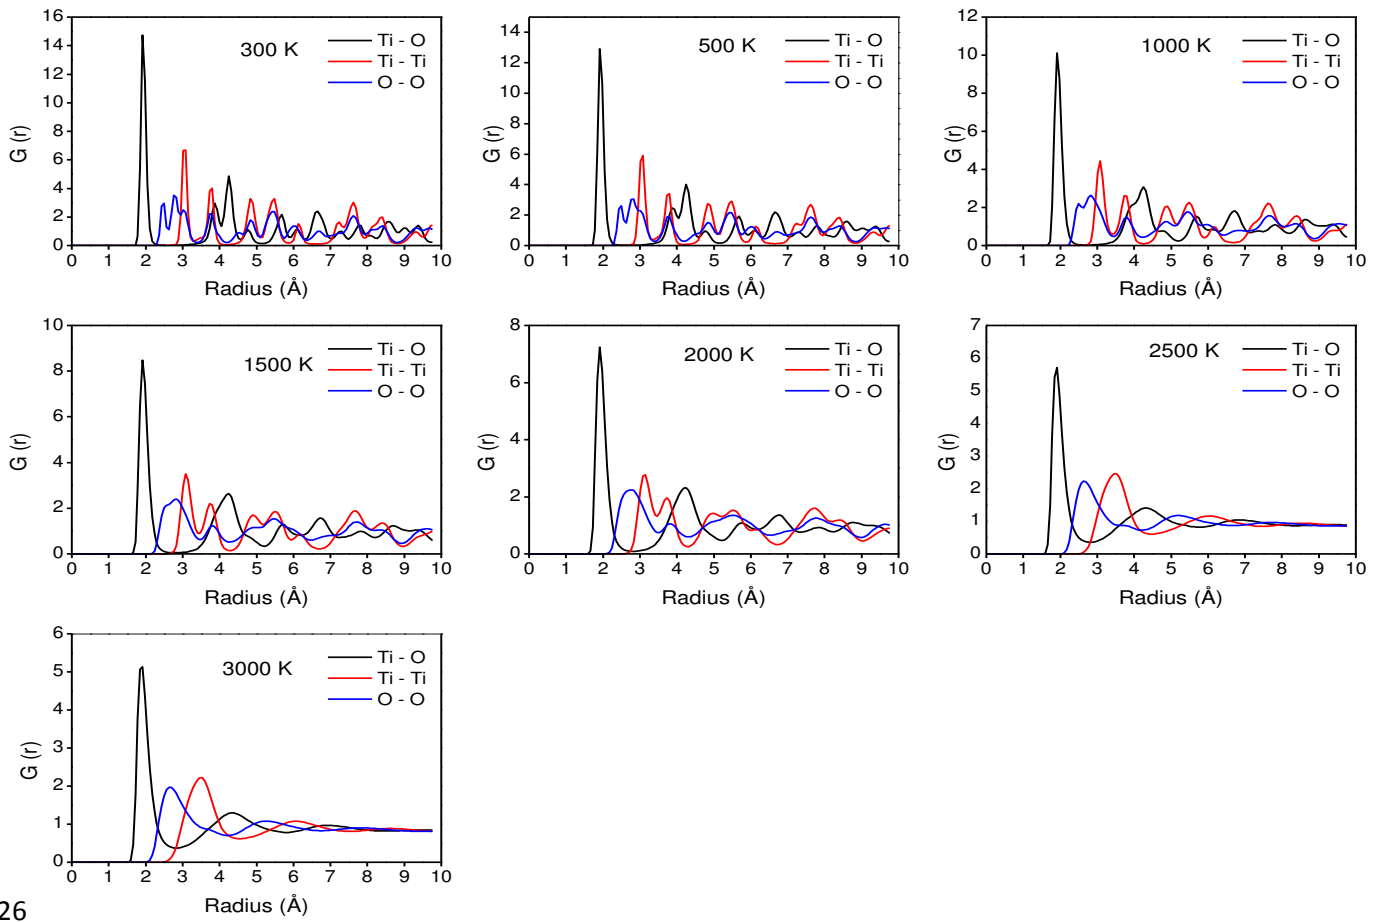 300 K
Ti - O
Ti - Ti
O - O
G (r)
16
14
12
10
8
6
4
2
0
0 1 2 3 4 5 6 7 8 9 10
Radius (Å)
500 K
Ti - O
Ti - Ti
O - O
G (r)
14
12
10
8
6
4
2
0
0 1 2 3 4 5 6 7 8 9 10
Radius (Å)
1000 K
Ti - O
Ti - Ti
O - O
G (r)
12
10
8
6
4
2
0
0 1 2 3 4 5 6 7 8 9 10
Radius (Å)
1500 K
Ti - O
Ti - Ti
O - O
G (r)
10
8
6
4
2
0
0 1 2 3 4 5 6 7 8 9 10
Radius (Å)
2000 K
Ti - O
Ti - Ti
O - O
G (r)
8
6
4
2
0
0 1 2 3 4 5 6 7 8 9 10
Radius (Å)
2500 K
Ti - O
Ti - Ti
O - O
G (r)
7
6
5
4
3
2
1
0
0 1 2 3 4 5 6 7 8 9 10
Radius (Å)
3000 K
Ti - O
Ti - Ti
O - O
G (r)
6
5
4
3
2
1
0
0 1 2 3 4 5 6 7 8 9 10
Radius (Å)
26